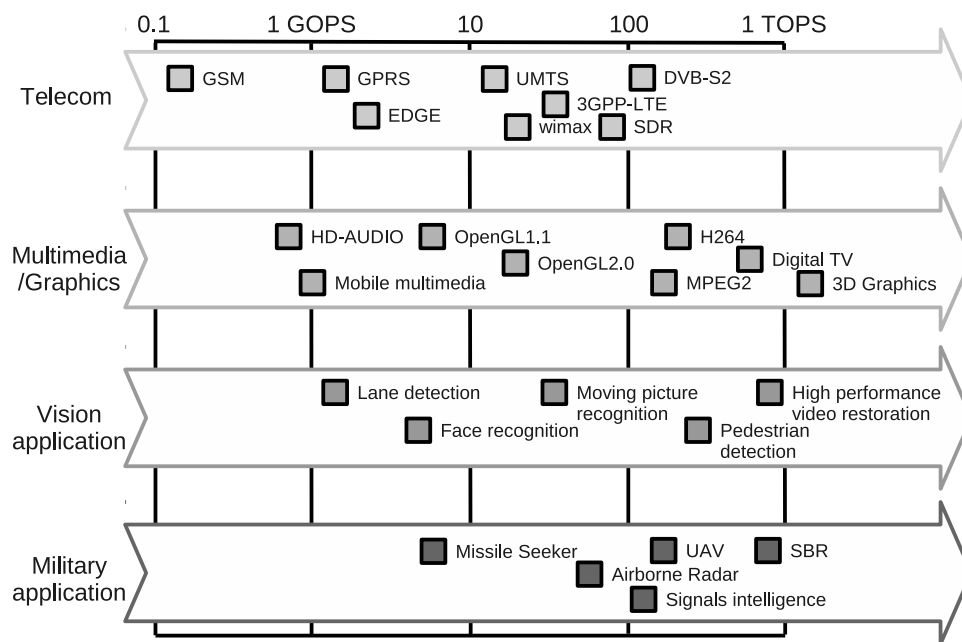 0.1 1 GOPS 10 100 1 TOPS
Telecom
GSM GPRS UMTS DVB-S2
EDGE 3GPP-LTE
wimax SDR
Multimedia
/Graphics
HD-AUDIO OpenGL1.1 H264
OpenGL2.0 Digital TV
Mobile multimedia MPEG2 3D Graphics
Vision
application
Lane detection Moving picture
recognition High performance
video restoration
Face recognition Pedestrian
detection
Military
application
Missile Seeker UAV SBR
Airborne Radar
Signals intelligence